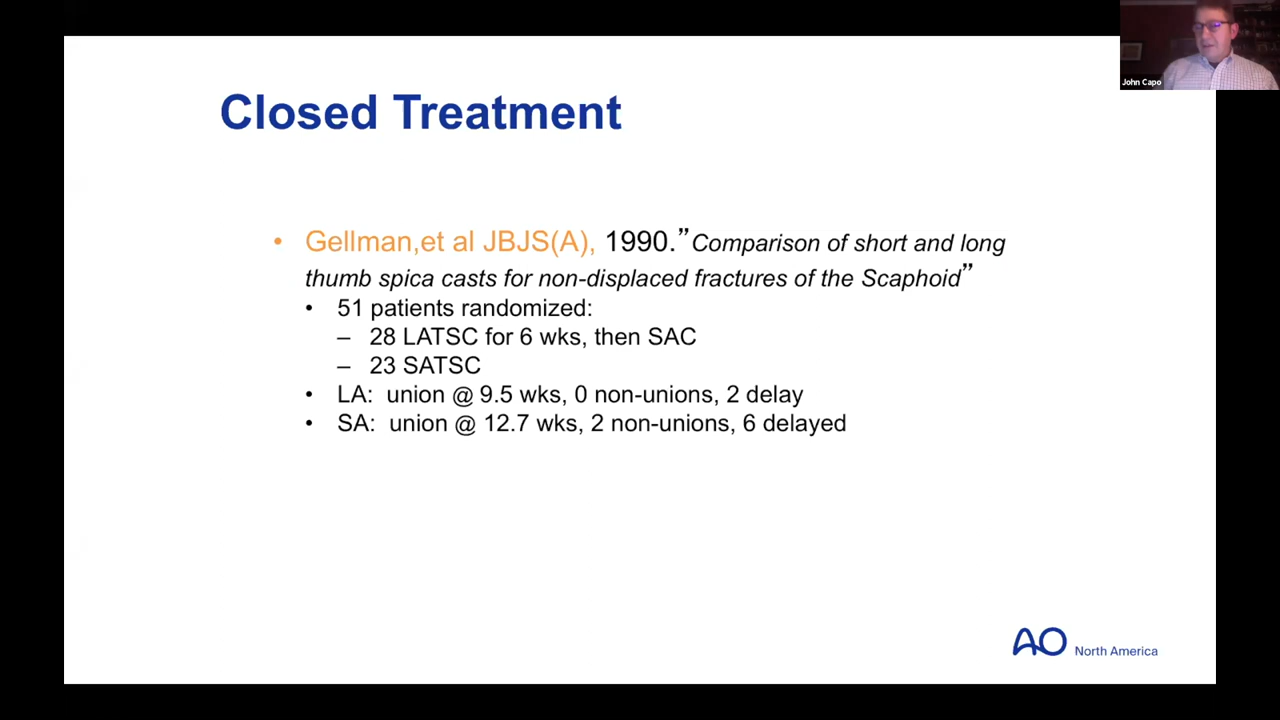 John Capo
Closed Treatment
• Gellman,et al JBJS(A), 1990.”Comparison of short and long
thumb spica casts for non-displaced fractures of the Scaphoid”
• 51 patients randomized:
– 28 LATSC for 6 wks, then SAC
– 23 SATSC
• LA: union @ 9.5 wks, 0 non-unions, 2 delay
• SA: union @ 12.7 wks, 2 non-unions, 6 delayed
AO North America